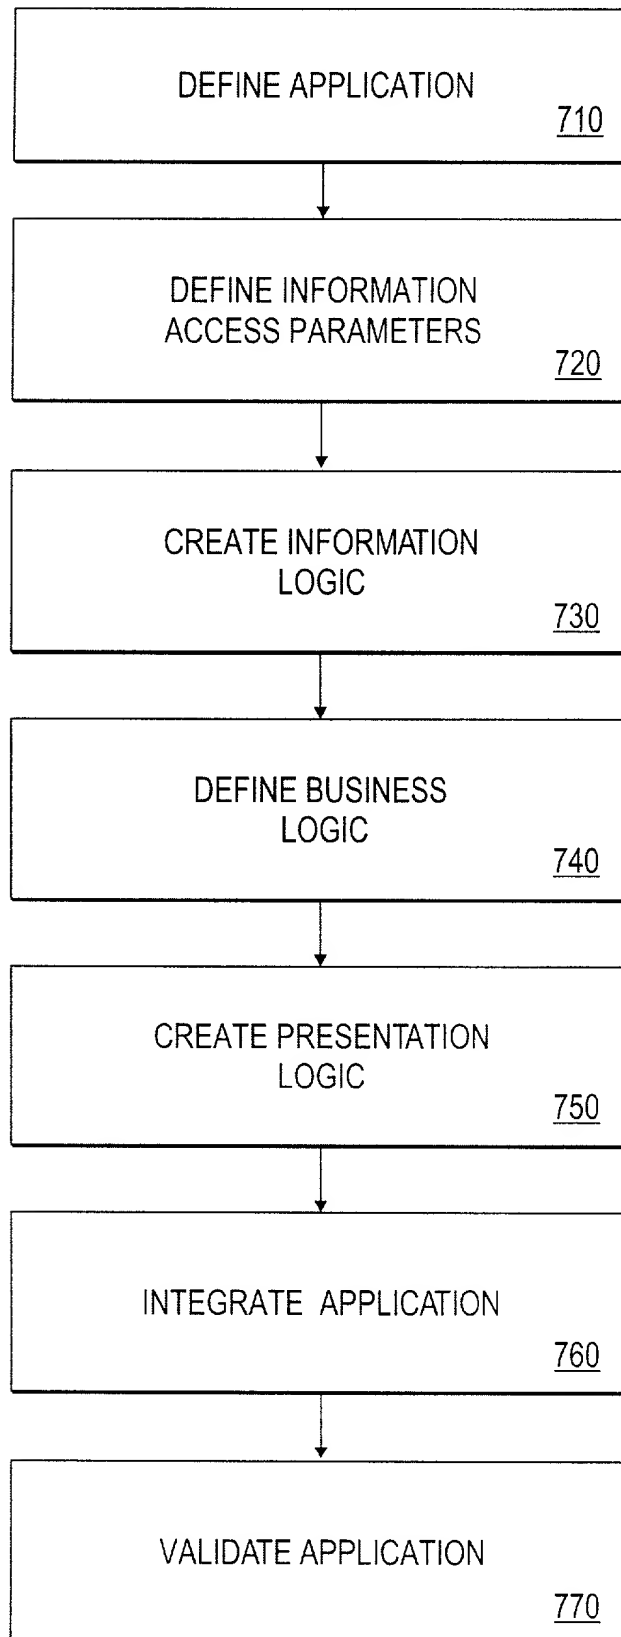 DEFINE APPLICATION
710
DEFINE INFORMATION
ACCESS PARAMETERS
720
CREATE INFORMATION
LOGIC
730
DEFINE BUSINESS
LOGIC
740
CREATE PRESENTATION
LOGIC
750
INTEGRATE APPLICATION
760
VALIDATE APPLICATION
770